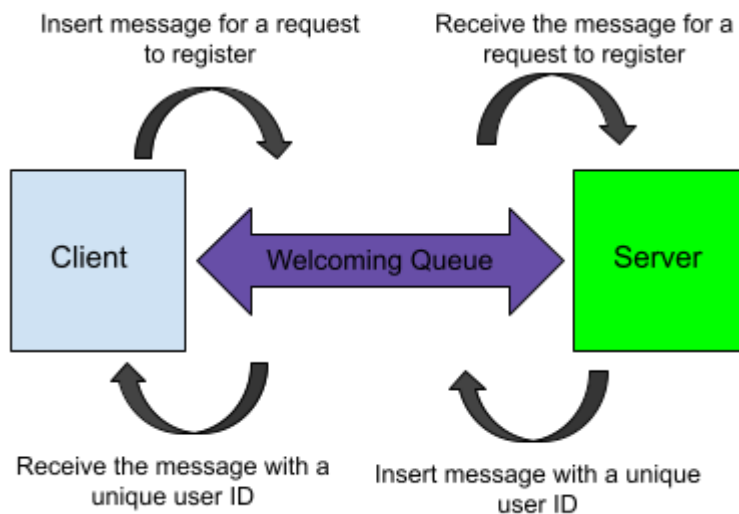 Insert message for a request
to register
Receive the message for a
request to register
Client
Welcoming Queue
Server
Receive the message with a
unique user ID
Insert message with a unique
user ID